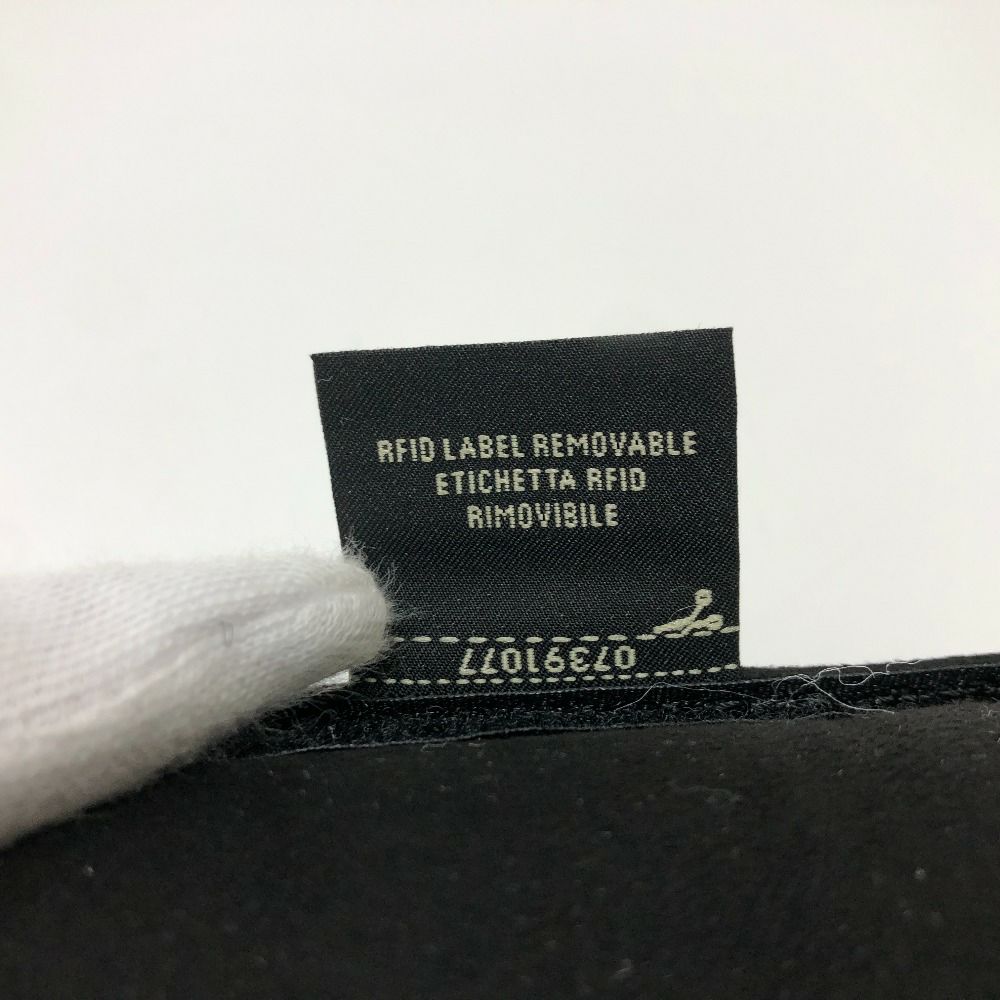 RFID LABEL REMOVABLE
ETICHETTA RFID
RIMOVIBILE
07391077